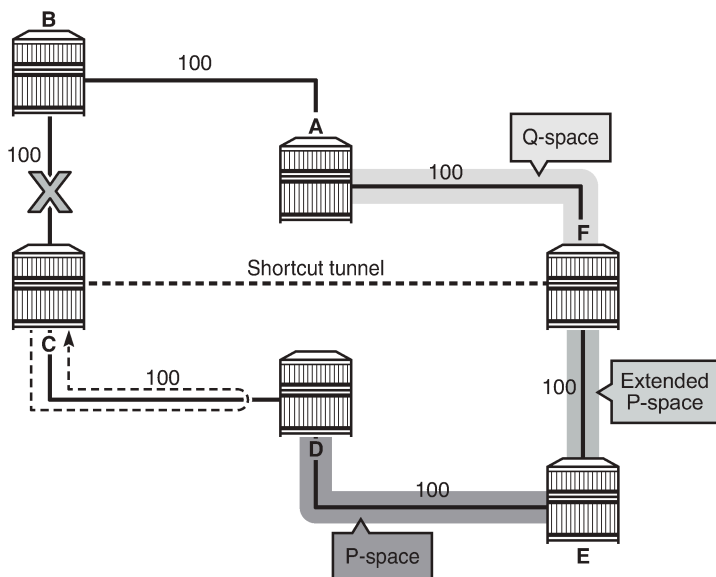 B
100
A
100
Q-space
100
F
Shortcut tunnel
C
100
D
100
Extended
P-space
100
P-space
E